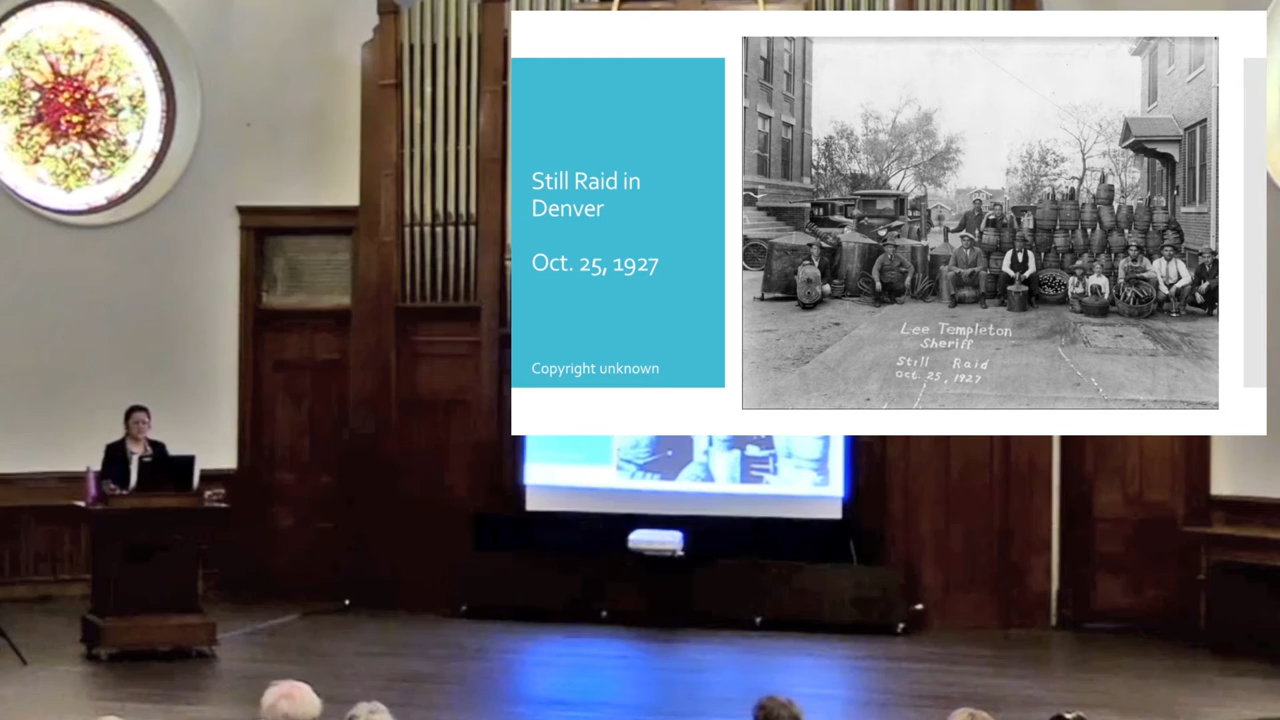 Still Raid in
Denver
Oct. 25, 1927
Copyright unknown
Lee Templeton
Sheriff
Still Raid
Oct. 25, 1927